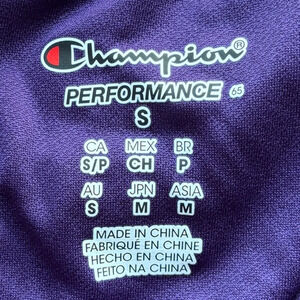 Champion®
PERFORMANCE 65
S
CA MEX BR
S/P CH P
AU JPN ASIA
S M M
MADE IN CHINA
FABRIQUÉ EN CHINE
HECHO EN CHINA
FEITO NA CHINA